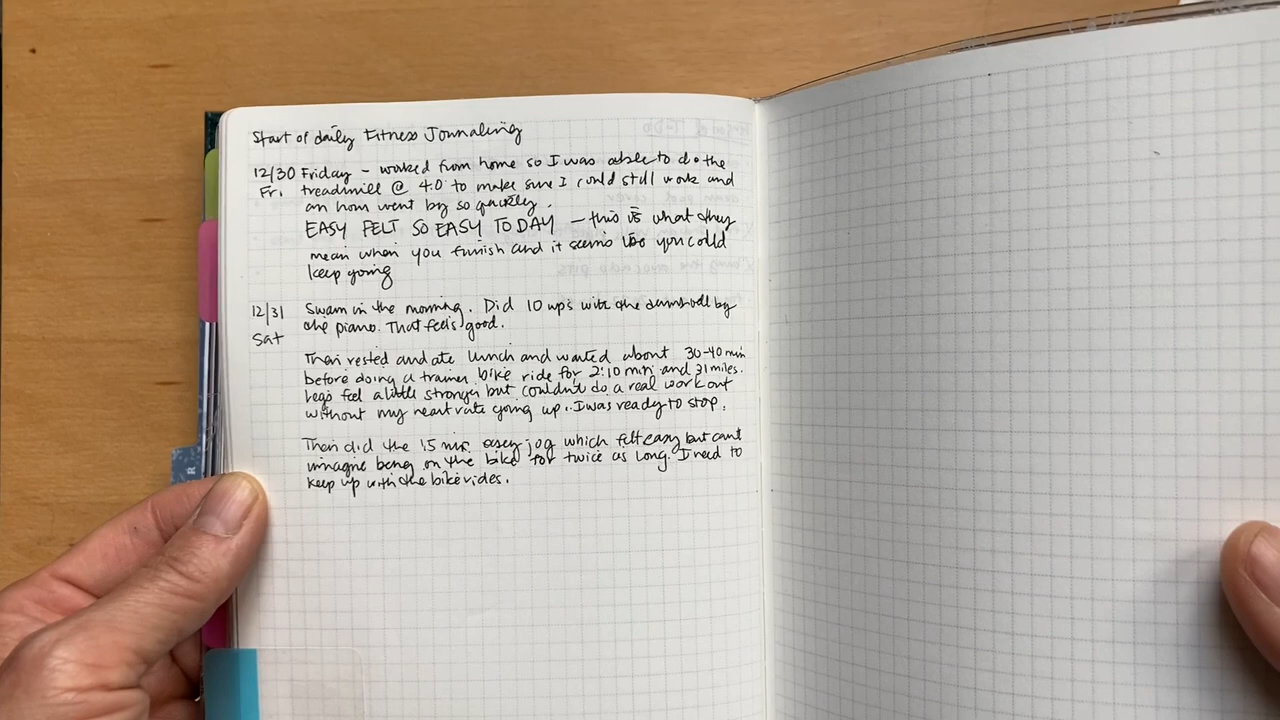 Start of daily Fitness Journaling
12/30 Friday - worked from home so I was able to do the
Fri treadmill @ 4.0 to make sure I could still work and
an hour went by so quickly.
EASY FELT SO EASY TODAY - this is what they
mean when you finish and it seems like you could
keep going
12/31 Swam in the morning. Did 10 ups with the dumbbell by
Sat the piano. That feels good.
Then rested and ate lunch and waited about 30-40 min
before doing a trainer bike ride for 2:10 min and 31 miles.
Legs feel a little stronger but couldn't do a real work out
without my heart rate going up.. I was ready to stop.
Then did the 15 min easy jog which felt easy but cant
imagine being on the bike for twice as long. I need to
keep up with the bike rides.
R